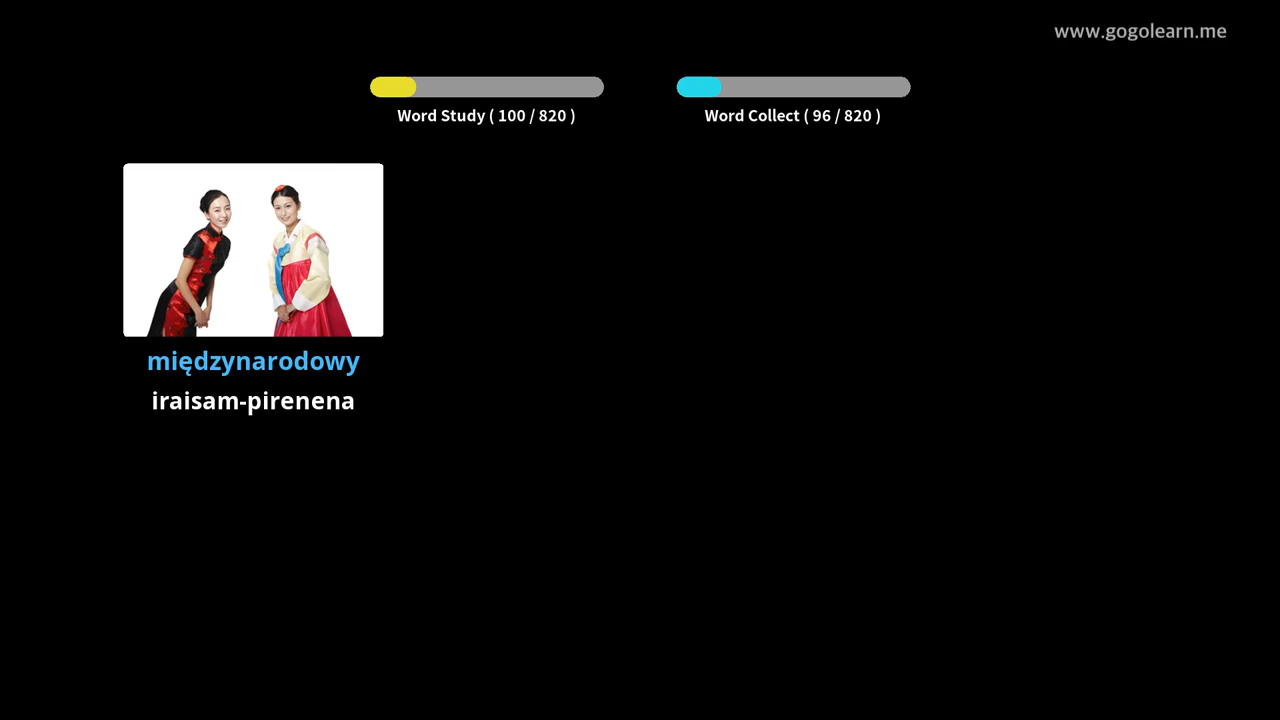 www.gogolearn.me
Word Study ( 100 / 820 )
Word Collect ( 96 / 820 )
międzynarodowy
iraisam-pirenena